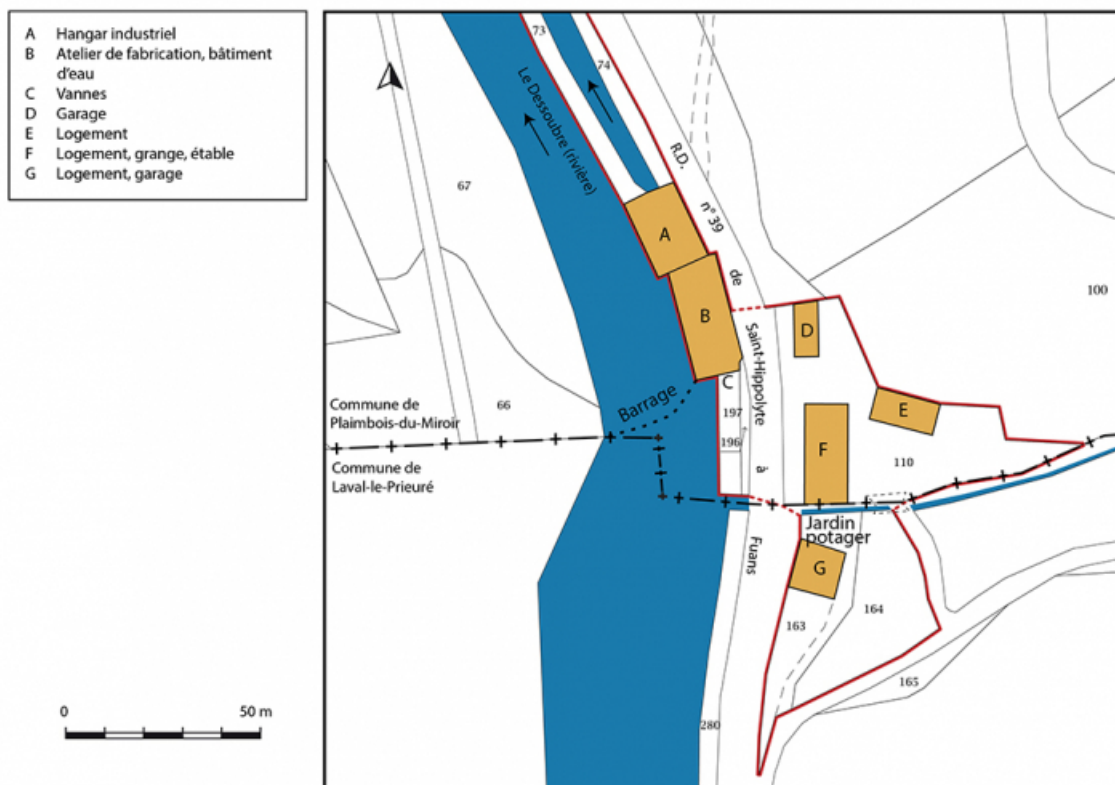 A Hangar industriel
B Atelier de fabrication, bâtiment
d'eau
C Vannes
D Garage
E Logement
F Logement, grange, étable
G Logement, garage
73
74
Le Dessoubre (rivière)
67
R.D.
n° 39
de
Saint-Hippolyte
à
Fuans
A
B
C
D
E
F
100
197
196
110
Barrage
66
Commune de
Plaimbois-du-Miroir
Commune de
Laval-le-Prieuré
Jardin
potager
G
163
164
165
280
0 50 m